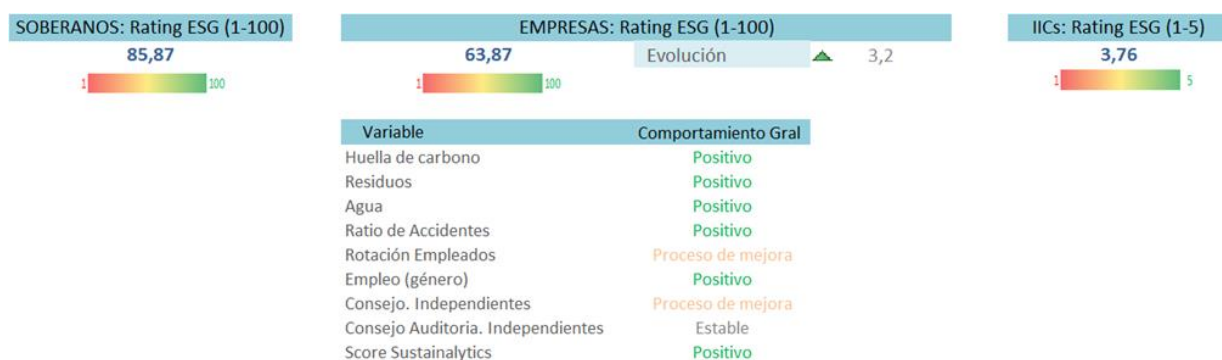 SOBERANOS: Rating ESG (1-100)
85,87
1 100
EMPRESAS: Rating ESG (1-100)
63,87 Evolución 3,2
1 100
IICs: Rating ESG (1-5)
3,76
1 5
Variable Comportamiento Gral
Huella de carbono Positivo
Residuos Positivo
Agua Positivo
Ratio de Accidentes Positivo
Rotación Empleados Proceso de mejora
Empleo (género) Positivo
Consejo. Independientes Proceso de mejora
Consejo Auditoria. Independientes Estable
Score Sustainalytics Positivo